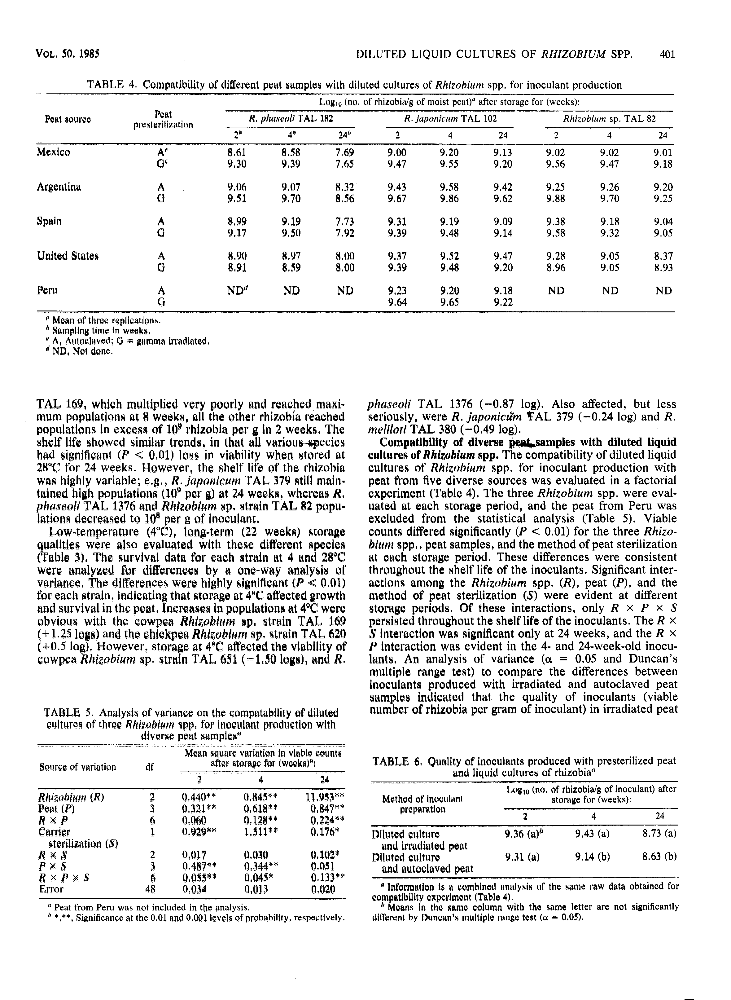 VOL. 50, 1985
DILUTED LIQUID CULTURES OF RHIZOBIUM SPP. 401
TABLE 4. Compatibility of different peat samples with diluted cultures of Rhizobium spp. for inoculant production
Log₁₀ (no. of rhizobia/g of moist peat)ᵃ after storage for (weeks):
Peat source Peat presterilization R. phaseoli TAL 182 R. japonicum TAL 102 Rhizobium sp. TAL 82
2ᵇ 4ᵇ 24ᵇ 2 4 24 2 4 24
Mexico Aᶜ 8.61 8.58 7.69 9.00 9.20 9.13 9.02 9.02 9.01
Gᶜ 9.30 9.39 7.65 9.47 9.55 9.20 9.56 9.47 9.18
Argentina A 9.06 9.07 8.32 9.43 9.58 9.42 9.25 9.26 9.20
G 9.51 9.70 8.56 9.67 9.86 9.62 9.88 9.70 9.25
Spain A 8.99 9.19 7.73 9.31 9.19 9.09 9.38 9.18 9.04
G 9.17 9.50 7.92 9.39 9.48 9.14 9.58 9.32 9.05
United States A 8.90 8.97 8.00 9.37 9.52 9.47 9.28 9.05 8.37
G 8.91 8.59 8.00 9.39 9.48 9.20 8.96 9.05 8.93
Peru A NDᵈ ND ND 9.23 9.20 9.18 ND ND ND
G 9.64 9.65 9.22
ᵃ Mean of three replications.
ᵇ Sampling time in weeks.
ᶜ A, Autoclaved; G = gamma irradiated.
ᵈ ND, Not done.
TAL 169, which multiplied very poorly and reached maxi-
mum populations at 8 weeks, all the other rhizobia reached
populations in excess of 10⁹ rhizobia per g in 2 weeks. The
shelf life showed similar trends, in that all various species
had significant (P < 0.01) loss in viability when stored at
28°C for 24 weeks. However, the shelf life of the rhizobia
was highly variable; e.g., R. japonicum TAL 379 still main-
tained high populations (10⁹ per g) at 24 weeks, whereas R.
phaseoli TAL 1376 and Rhizobium sp. strain TAL 82 popu-
lations decreased to 10⁸ per g of inoculant.
Low-temperature (4°C), long-term (22 weeks) storage
qualities were also evaluated with these different species
(Table 3). The survival data for each strain at 4 and 28°C
were analyzed for differences by a one-way analysis of
variance. The differences were highly significant (P < 0.01)
for each strain, indicating that storage at 4°C affected growth
and survival in the peat. Increases in populations at 4°C were
obvious with the cowpea Rhizobium sp. strain TAL 169
(+1.25 logs) and the chickpea Rhizobium sp. strain TAL 620
(+0.5 log). However, storage at 4°C affected the viability of
cowpea Rhizobium sp. strain TAL 651 (−1.50 logs), and R.
TABLE 5. Analysis of variance on the compatability of diluted
cultures of three Rhizobium spp. for inoculant production with
diverse peat samplesᵃ
Source of variation df Mean square variation in viable counts
after storage for (weeks)ᵇ:
2 4 24
Rhizobium (R) 2 0.440** 0.845** 11.953**
Peat (P) 3 0.321** 0.618** 0.847**
R × P 6 0.060 0.128** 0.224**
Carrier 1 0.929** 1.511** 0.176*
sterilization (S)
R × S 2 0.017 0.030 0.102*
P × S 3 0.487** 0.344** 0.051
R × P × S 6 0.055** 0.045* 0.133**
Error 48 0.034 0.013 0.020
ᵃ Peat from Peru was not included in the analysis.
ᵇ *,**, Significance at the 0.01 and 0.001 levels of probability, respectively.
phaseoli TAL 1376 (−0.87 log). Also affected, but less
seriously, were R. japonicum TAL 379 (−0.24 log) and R.
meliloti TAL 380 (−0.49 log).
Compatibility of diverse peat samples with diluted liquid
cultures of Rhizobium spp. The compatibility of diluted liquid
cultures of Rhizobium spp. for inoculant production with
peat from five diverse sources was evaluated in a factorial
experiment (Table 4). The three Rhizobium spp. were eval-
uated at each storage period, and the peat from Peru was
excluded from the statistical analysis (Table 5). Viable
counts differed significantly (P < 0.01) for the three Rhizo-
bium spp., peat samples, and the method of peat sterilization
at each storage period. These differences were consistent
throughout the shelf life of the inoculants. Significant inter-
actions among the Rhizobium spp. (R), peat (P), and the
method of peat sterilization (S) were evident at different
storage periods. Of these interactions, only R × P × S
persisted throughout the shelf life of the inoculants. The R ×
S interaction was significant only at 24 weeks, and the R ×
P interaction was evident in the 4- and 24-week-old inocu-
lants. An analysis of variance (α = 0.05 and Duncan's
multiple range test) to compare the differences between
inoculants produced with irradiated and autoclaved peat
samples indicated that the quality of inoculants (viable
number of rhizobia per gram of inoculant) in irradiated peat
TABLE 6. Quality of inoculants produced with presterilized peat
and liquid cultures of rhizobiaᵃ
Method of inoculant preparation Log₁₀ (no. of rhizobia/g of inoculant) after
storage for (weeks):
2 4 24
Diluted culture 9.36 (a)ᵇ 9.43 (a) 8.73 (a)
and irradiated peat
Diluted culture 9.31 (a) 9.14 (b) 8.63 (b)
and autoclaved peat
ᵃ Information is a combined analysis of the same raw data obtained for
compatibility experiment (Table 4).
ᵇ Means in the same column with the same letter are not significantly
different by Duncan's multiple range test (α = 0.05).